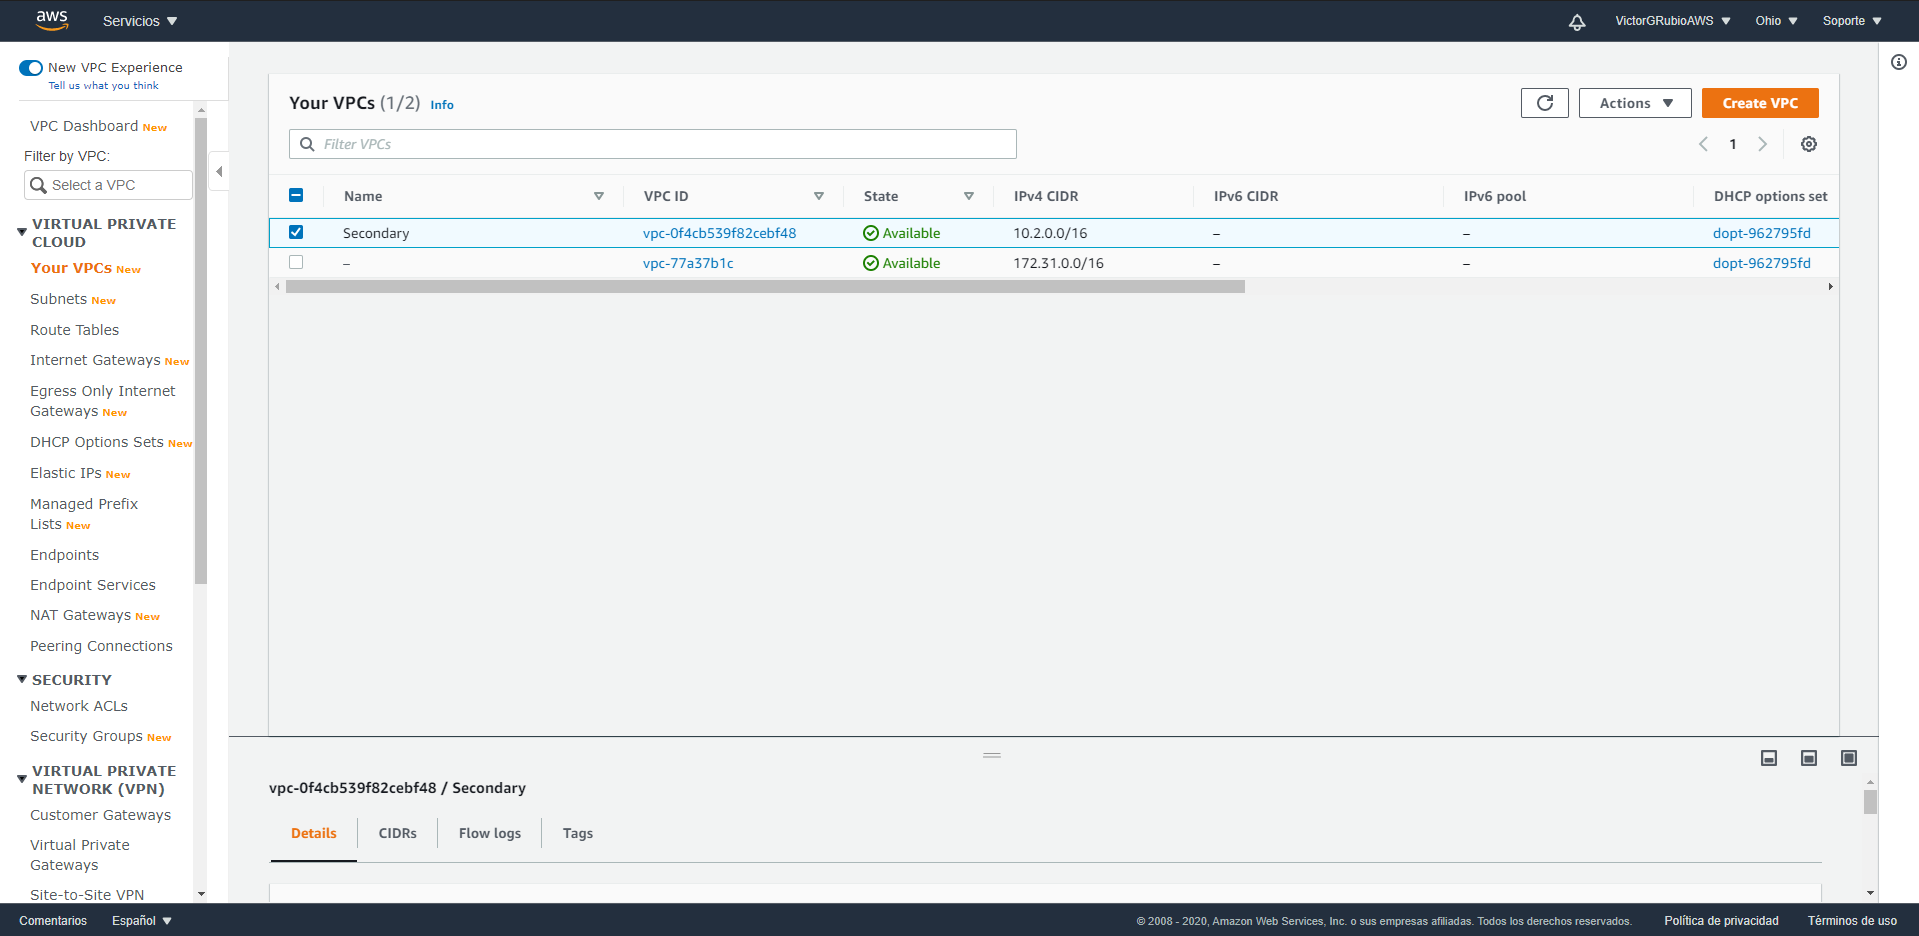 aws
Servicios
VictorGRubioAWS
Ohio
Soporte
New VPC Experience
Tell us what you think
VPC Dashboard New
Filter by VPC:
Select a VPC
VIRTUAL PRIVATE
CLOUD
Your VPCs New
Subnets New
Route Tables
Internet Gateways New
Egress Only Internet
Gateways New
DHCP Options Sets New
Elastic IPs New
Managed Prefix
Lists New
Endpoints
Endpoint Services
NAT Gateways New
Peering Connections
SECURITY
Network ACLs
Security Groups New
VIRTUAL PRIVATE
NETWORK (VPN)
Customer Gateways
Virtual Private
Gateways
Site-to-Site VPN
Your VPCs (1/2) Info
Actions
Create VPC
Filter VPCs
1
Name VPC ID State IPv4 CIDR IPv6 CIDR IPv6 pool DHCP options set
Secondary vpc-0f4cb539f82cebf48 Available 10.2.0.0/16 – – dopt-962795fd
– vpc-77a37b1c Available 172.31.0.0/16 – – dopt-962795fd
vpc-0f4cb539f82cebf48 / Secondary
Details CIDRs Flow logs Tags
Comentarios Español © 2008 - 2020, Amazon Web Services, Inc. o sus empresas afiliadas. Todos los derechos reservados. Política de privacidad Términos de uso